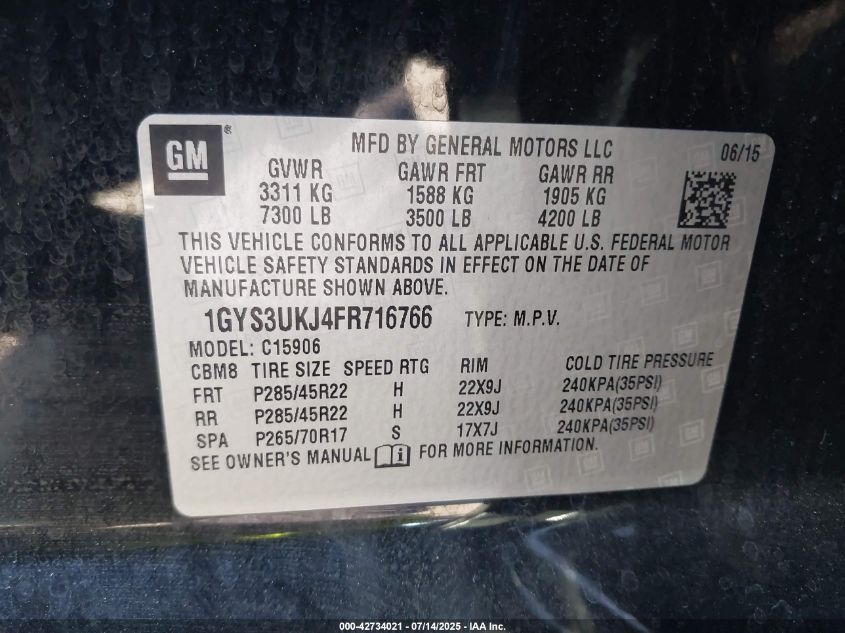 GM ®
MFD BY GENERAL MOTORS LLC 06/15
GVWR GAWR FRT GAWR RR
3311 KG 1588 KG 1905 KG
7300 LB 3500 LB 4200 LB
THIS VEHICLE CONFORMS TO ALL APPLICABLE U.S. FEDERAL MOTOR
VEHICLE SAFETY STANDARDS IN EFFECT ON THE DATE OF
MANUFACTURE SHOWN ABOVE.
1GYS3UKJ4FR716766 TYPE: M.P.V.
MODEL: C15906
CBM8 TIRE SIZE SPEED RTG RIM COLD TIRE PRESSURE
FRT P285/45R22 H 22X9J 240KPA(35PSI)
RR P285/45R22 H 22X9J 240KPA(35PSI)
SPA P265/70R17 S 17X7J 240KPA(35PSI)
SEE OWNER'S MANUAL FOR MORE INFORMATION.
000-42734021 - 07/14/2025 - IAA Inc.